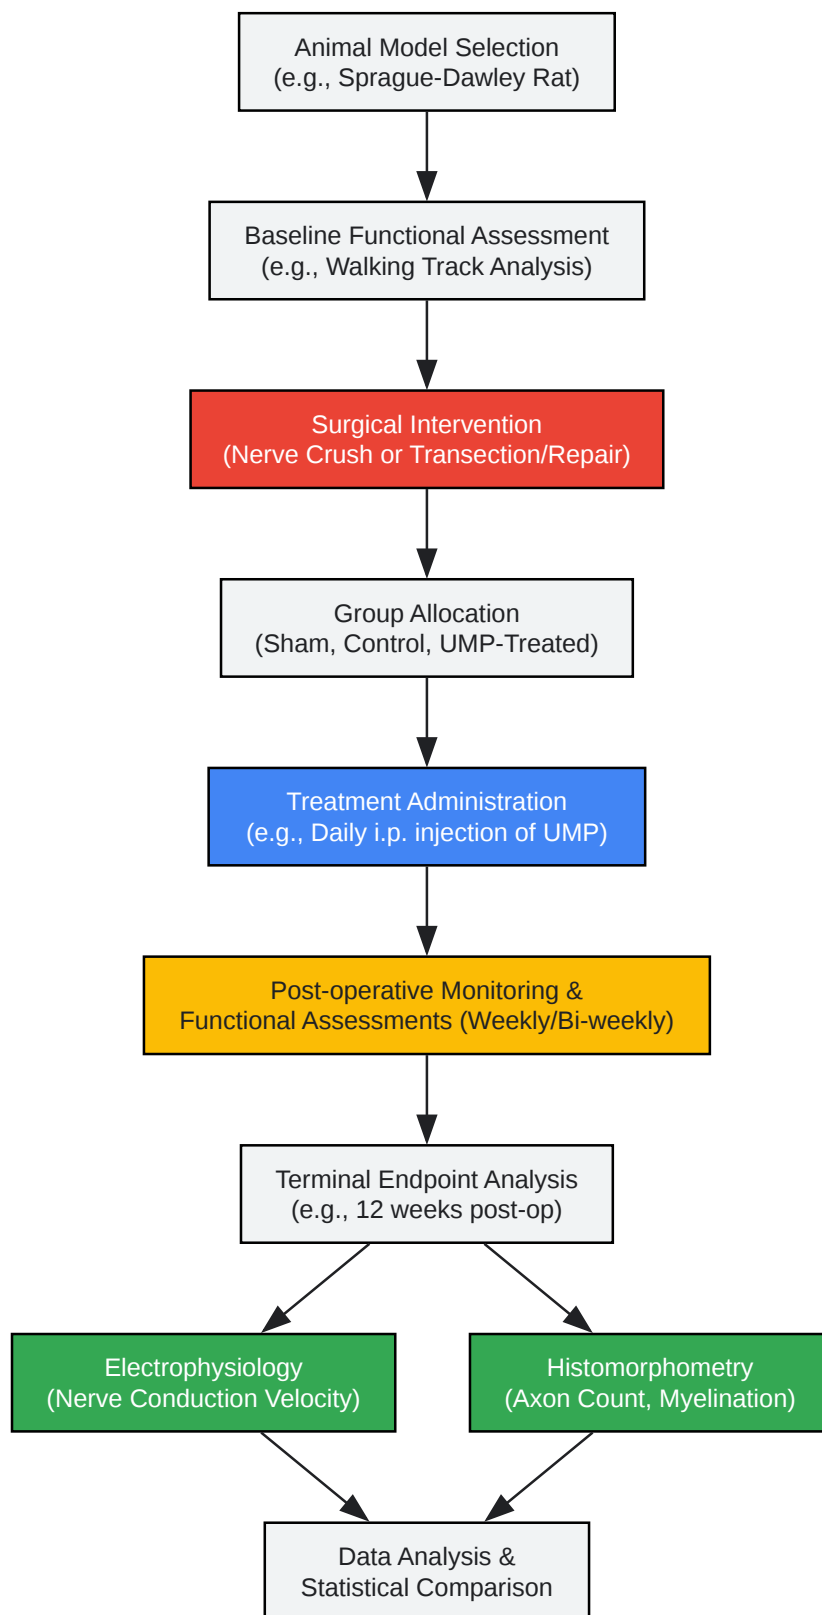 Animal Model Selection
(e.g., Sprague-Dawley Rat)
Baseline Functional Assessment
(e.g., Walking Track Analysis)
Surgical Intervention
(Nerve Crush or Transection/Repair)
Group Allocation
(Sham, Control, UMP-Treated)
Treatment Administration
(e.g., Daily i.p. injection of UMP)
Post-operative Monitoring &
Functional Assessments (Weekly/Bi-weekly)
Terminal Endpoint Analysis
(e.g., 12 weeks post-op)
Electrophysiology
(Nerve Conduction Velocity)
Histomorphometry
(Axon Count, Myelination)
Data Analysis &
Statistical Comparison